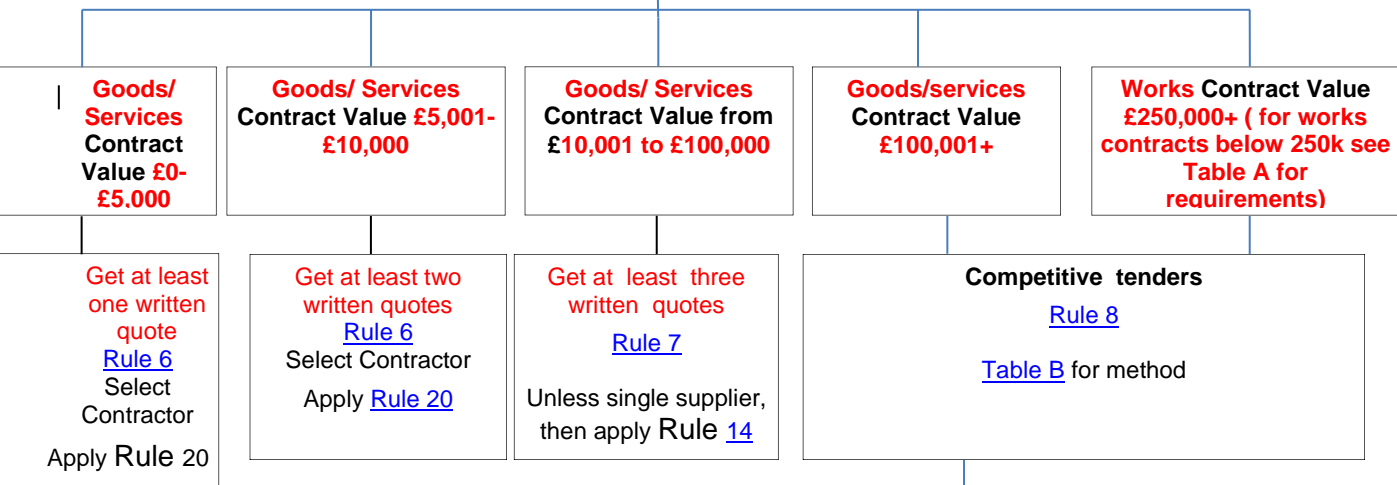 Goods/
Services
Contract
Value £0-
£5,000
Goods/ Services
Contract Value £5,001-
£10,000
Goods/ Services
Contract Value from
£10,001 to £100,000
Goods/services
Contract Value
£100,001+
Works Contract Value
£250,000+ ( for works
contracts below 250k see
Table A for
requirements)
Get at least
one written
quote
Rule 6
Select
Contractor
Apply Rule 20
Get at least two
written quotes
Rule 6
Select Contractor
Apply Rule 20
Get at least three
written quotes
Rule 7
Unless single supplier,
then apply Rule 14
Competitive tenders
Rule 8
Table B for method